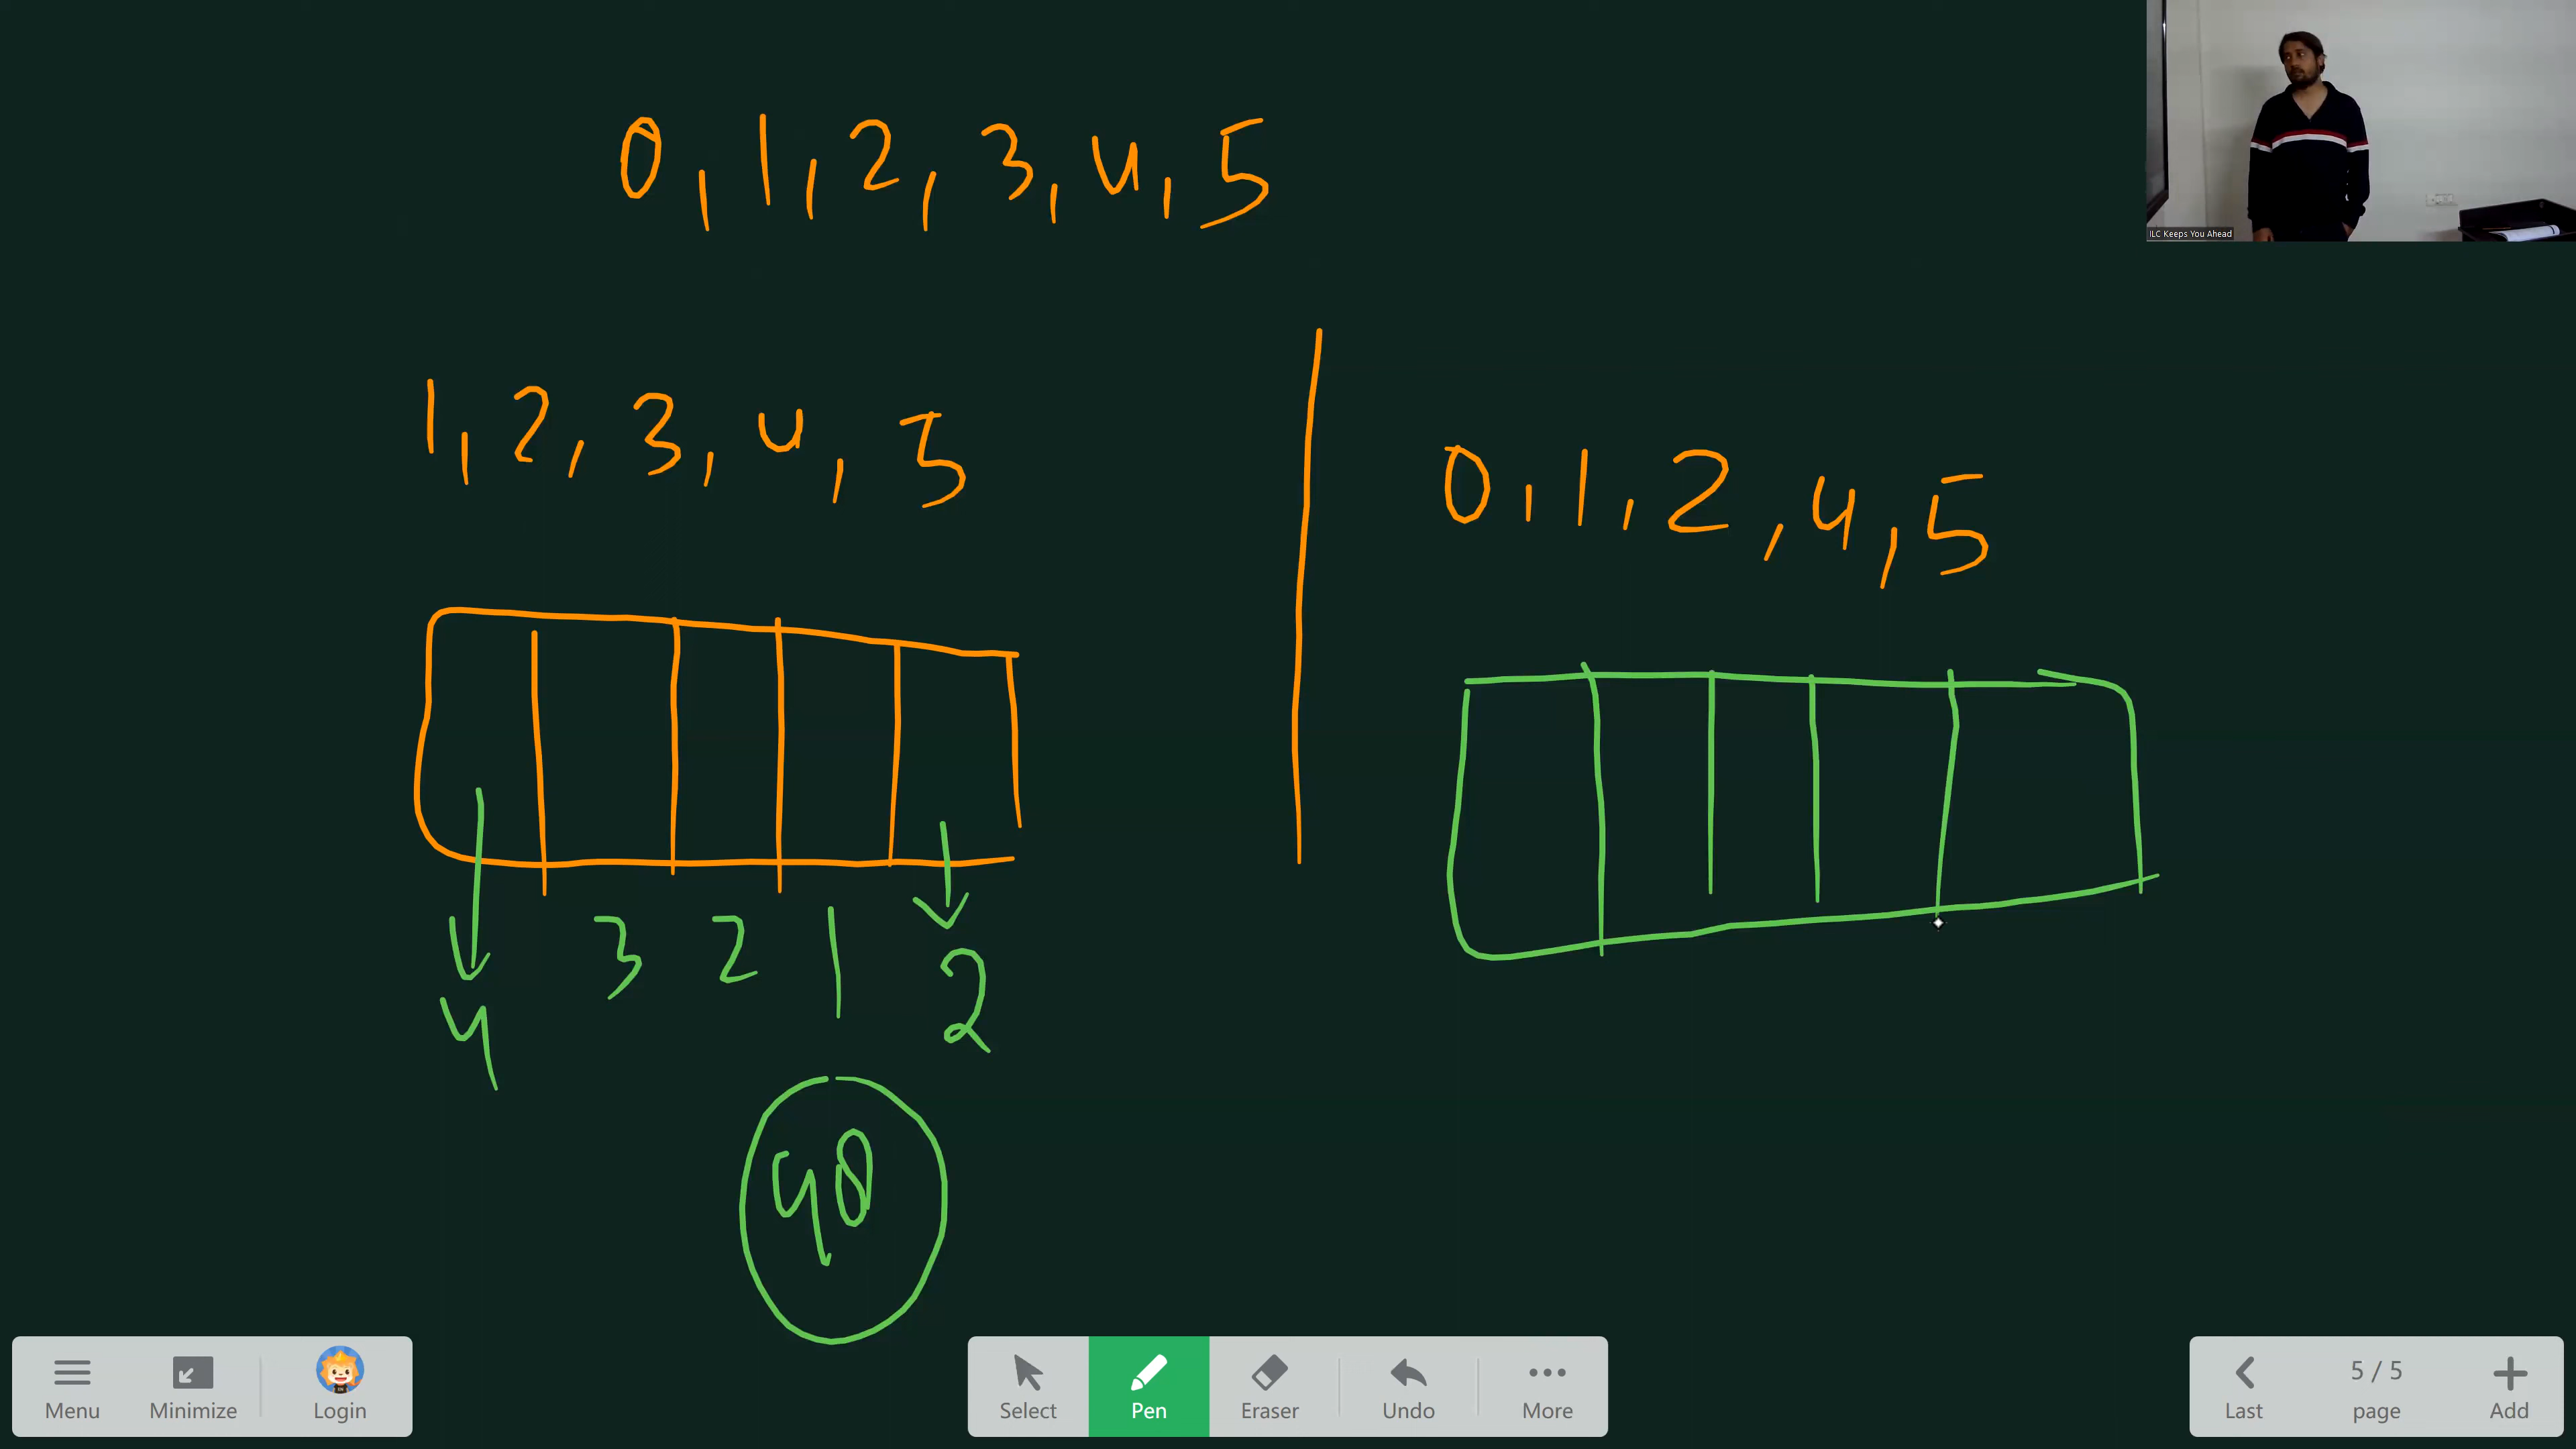 0, 1, 2, 3, 4, 5
ILC Keeps You Ahead
1, 2, 3, 4, 5
0, 1, 2, 4, 5
4 3 2 1 2
48
Menu Minimize Login
Select Pen Eraser Undo More
5 / 5
Last page Add